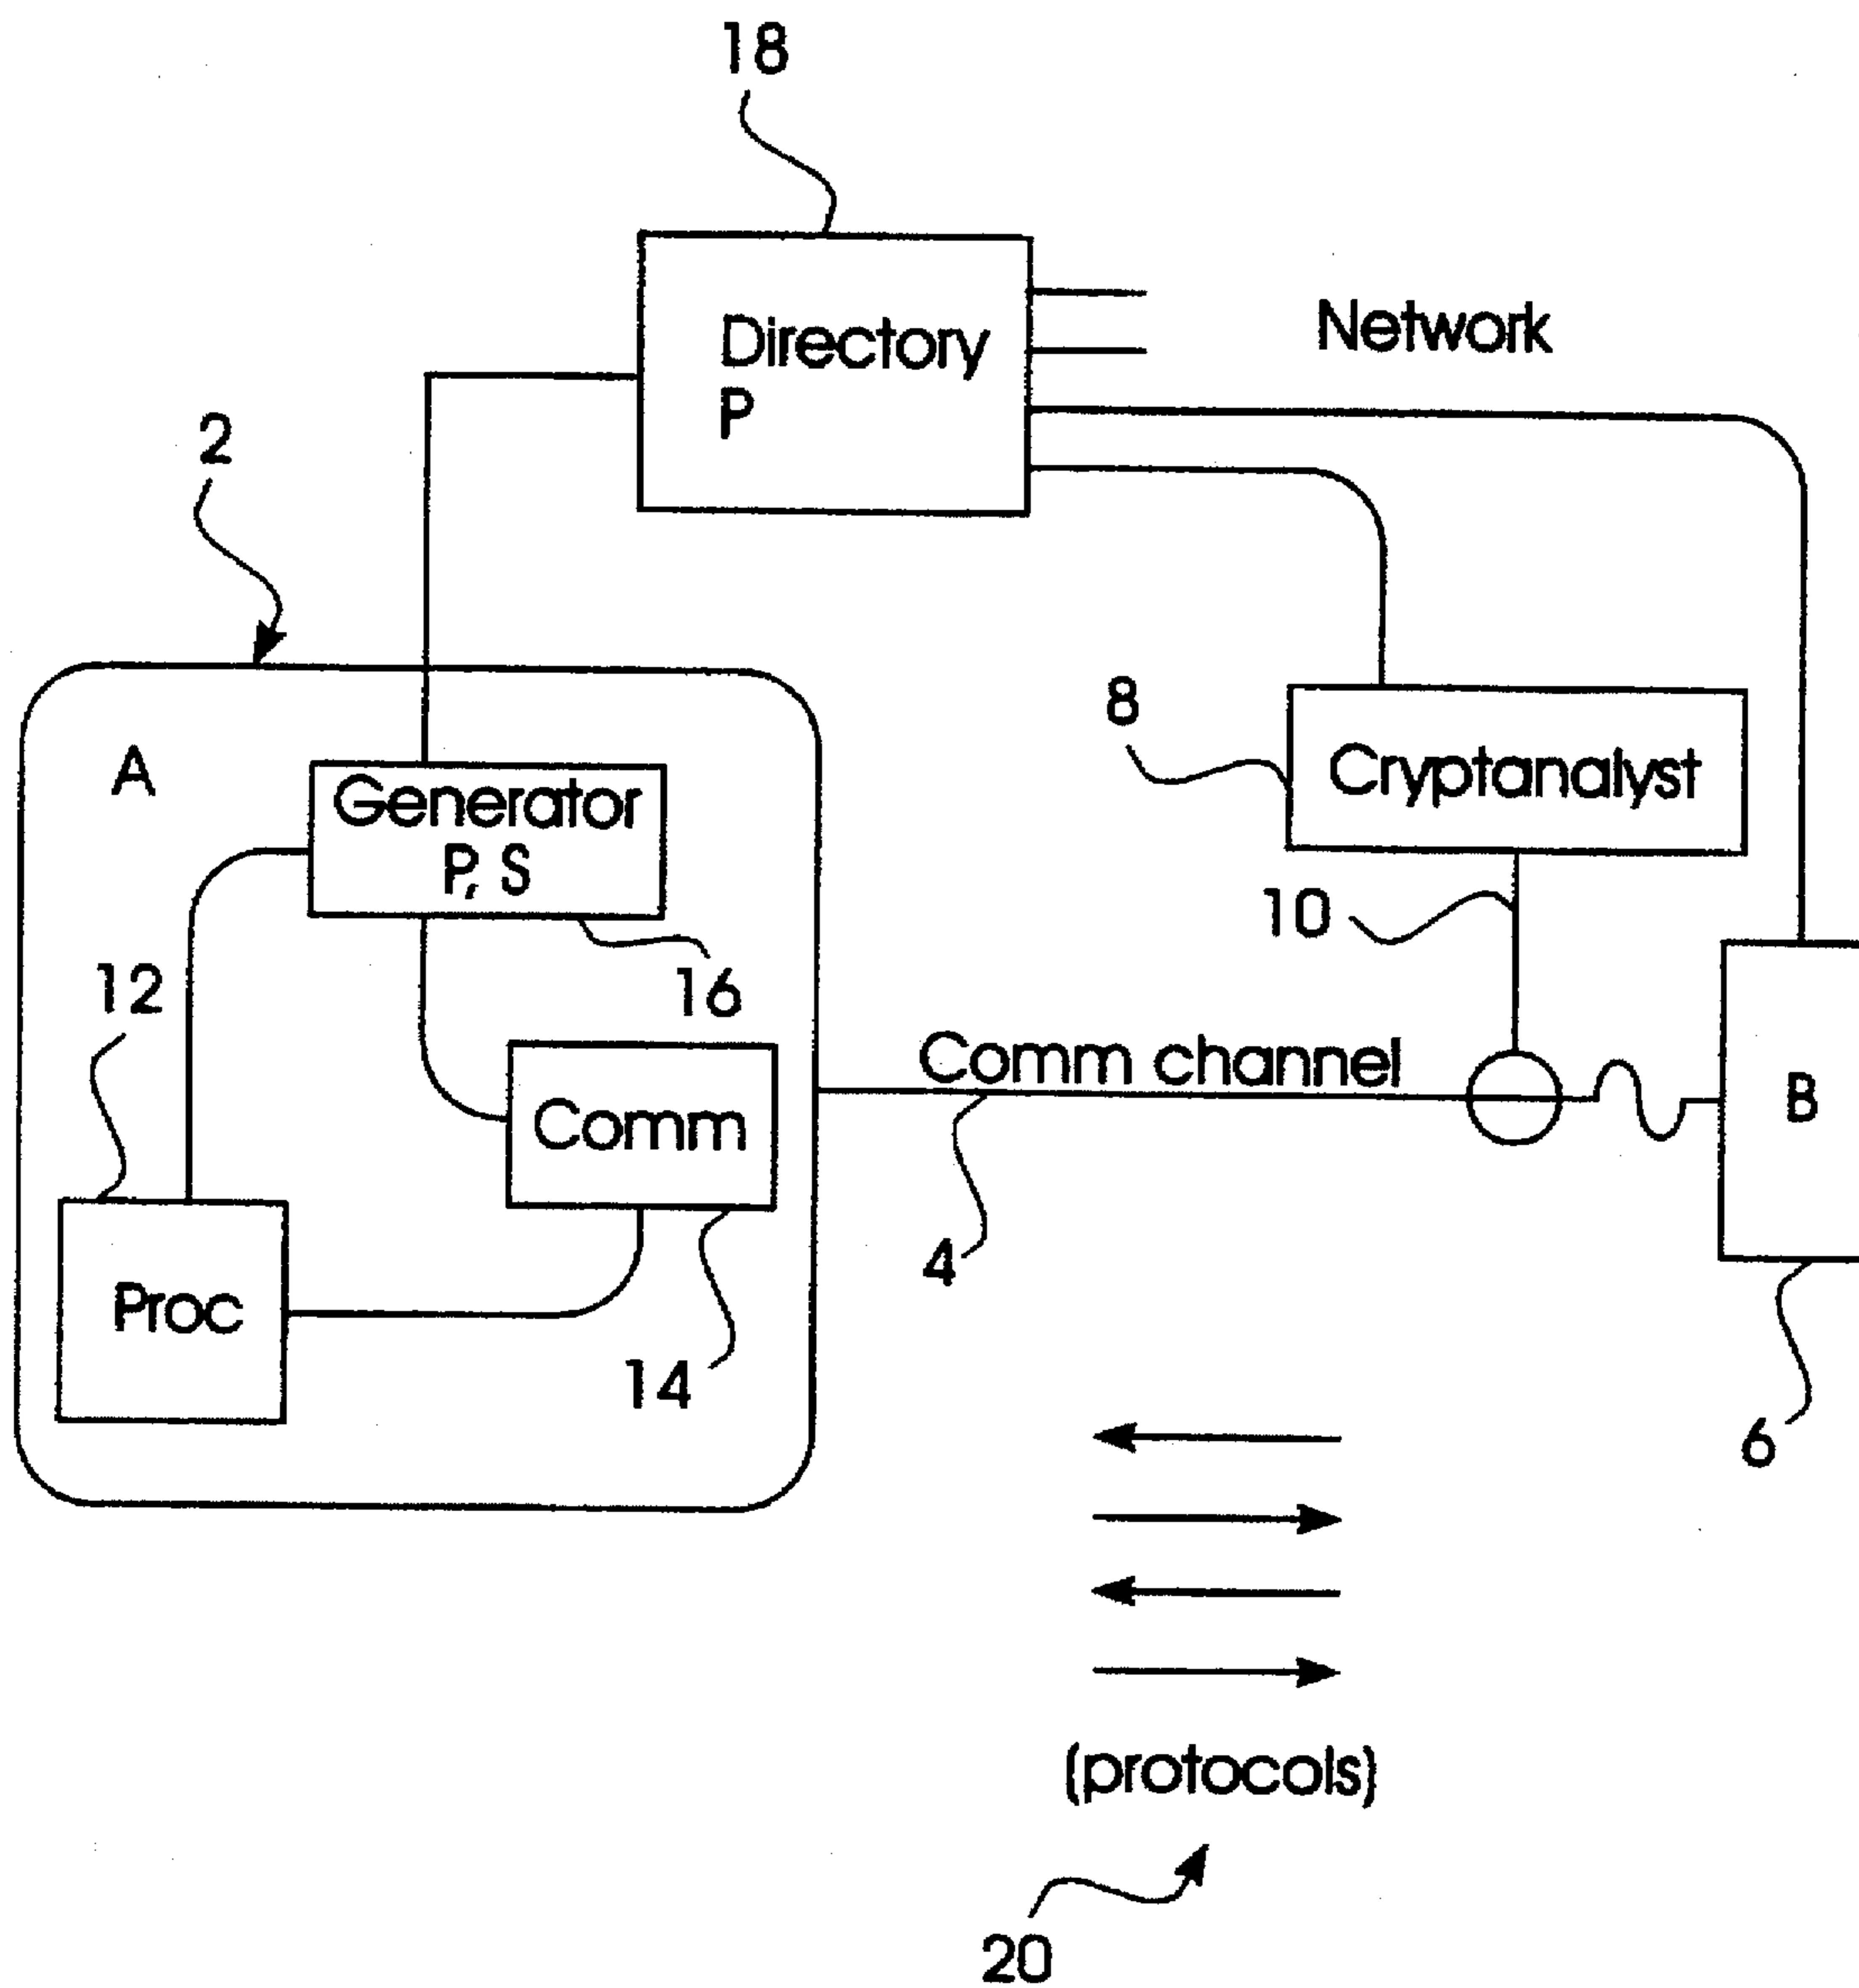 18
Directory
P
Network
2
A
Generator
P, S
8
Cryptanalyst
10
12
16
Comm channel
B
Comm
4
Proc
14
6
(protocols)
20